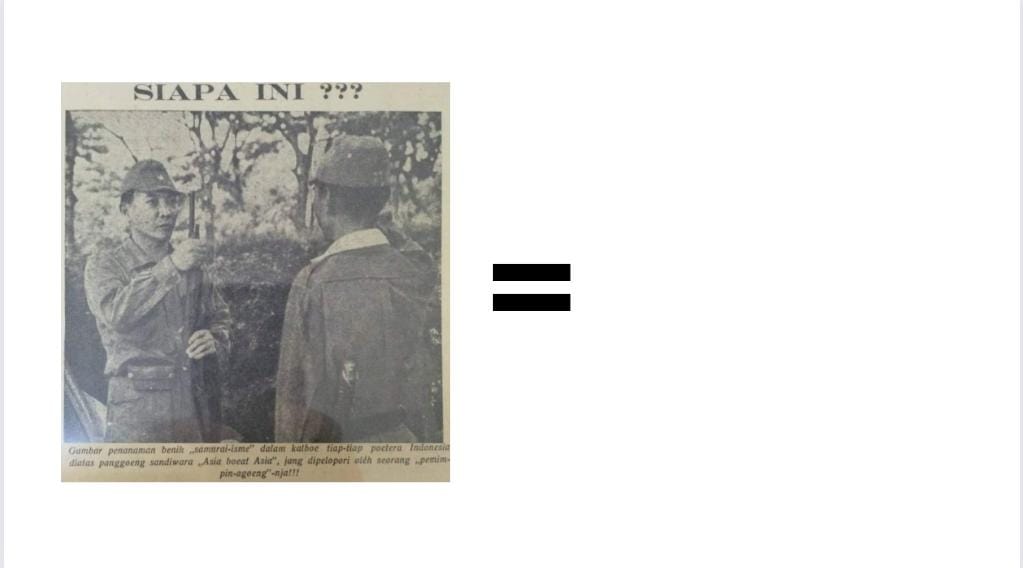 SIAPA INI ???
Gambar penanaman benih „samurai-isme" dalam kalboe tiap-tiap poetera Indonesia
diatas panggoeng sandiwara „Asia boeat Asia", jang dipelopori oléh seorang „pemim-
pin-agoeng"-nja!!!